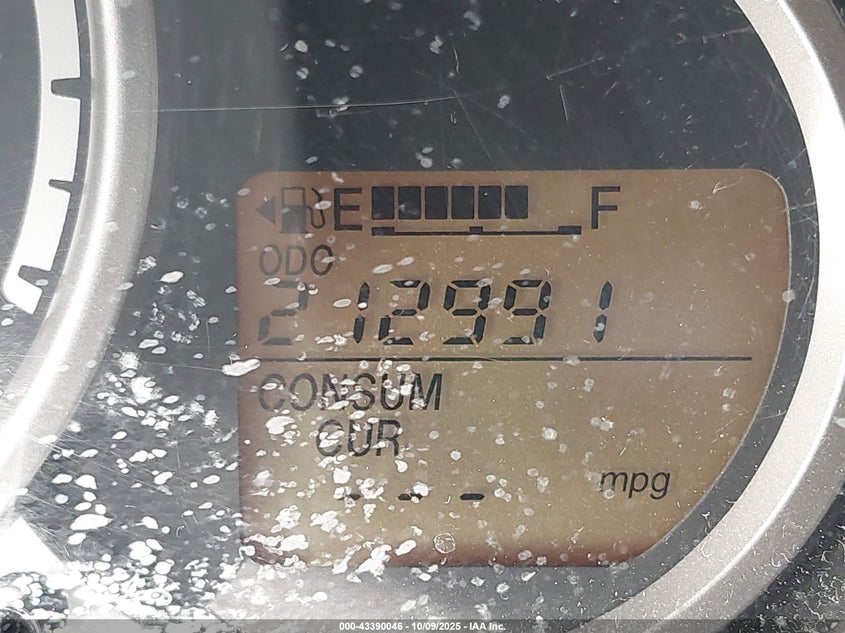 E F
ODO
212991
CONSUM
CUR
--- mpg
000-43390046 - 10/09/2025 - IAA Inc.